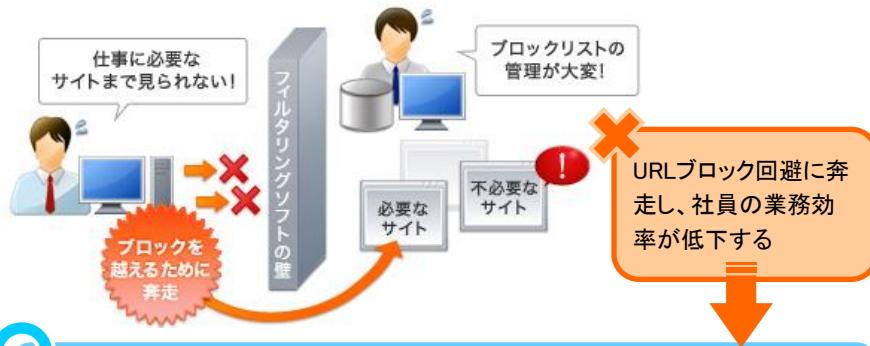 仕事に必要な
サイトまで見られない!
ブロックリストの
管理が大変!
フィルタリングソフトの壁
必要な
サイト
不必要な
サイト
!
ブロックを
越えるために
奔走
URLブロック回避に奔
走し、社員の業務効
率が低下する